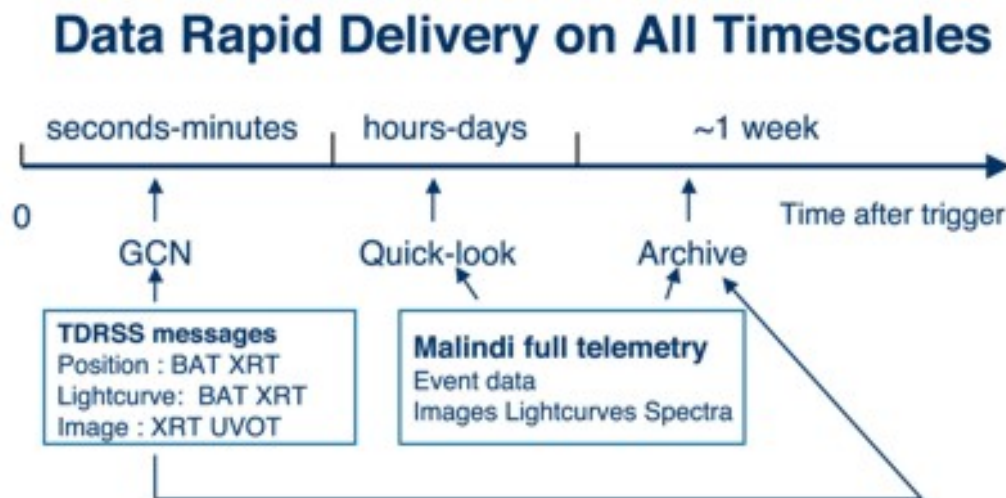 Data Rapid Delivery on All Timescales
seconds-minutes hours-days ~1 week
0 Time after trigger
GCN Quick-look Archive
TDRSS messages
Position : BAT XRT
Lightcurve: BAT XRT
Image : XRT UVOT
Malindi full telemetry
Event data
Images Lightcurves Spectra